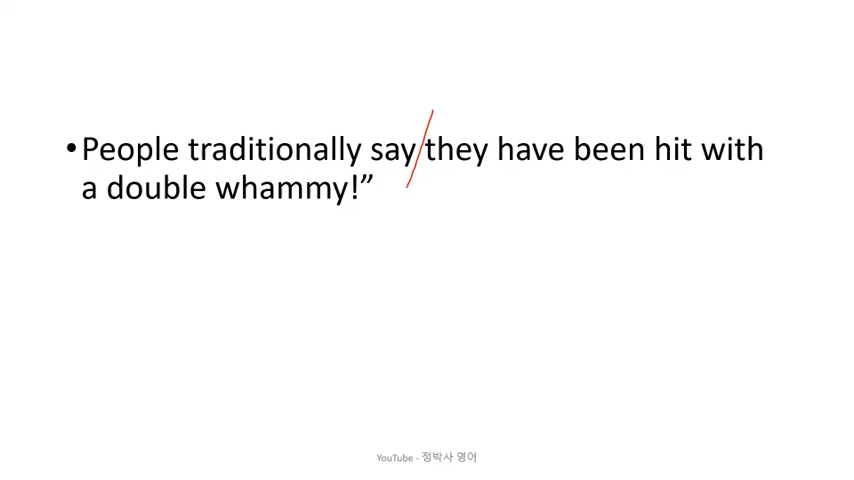 •People traditionally say they have been hit with
a double whammy!”
YouTube - 정박사 영어